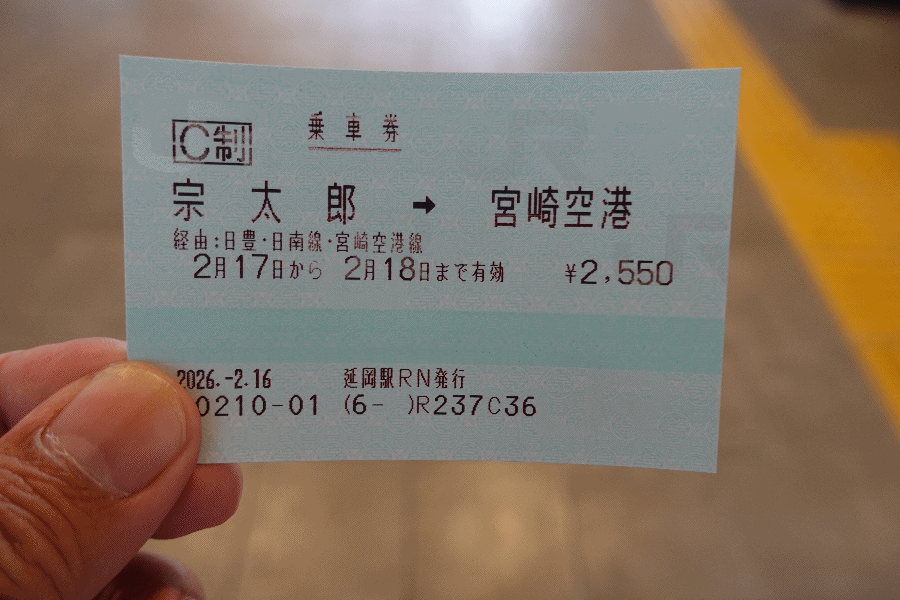 C制 乗車券
宗太郎 → 宮崎空港
経由:日豊・日南線・宮崎空港線
2月17日から 2月18日まで有効 ¥2,550
2026.-2.16 延岡駅RN発行
0210-01 (6- )R237C36